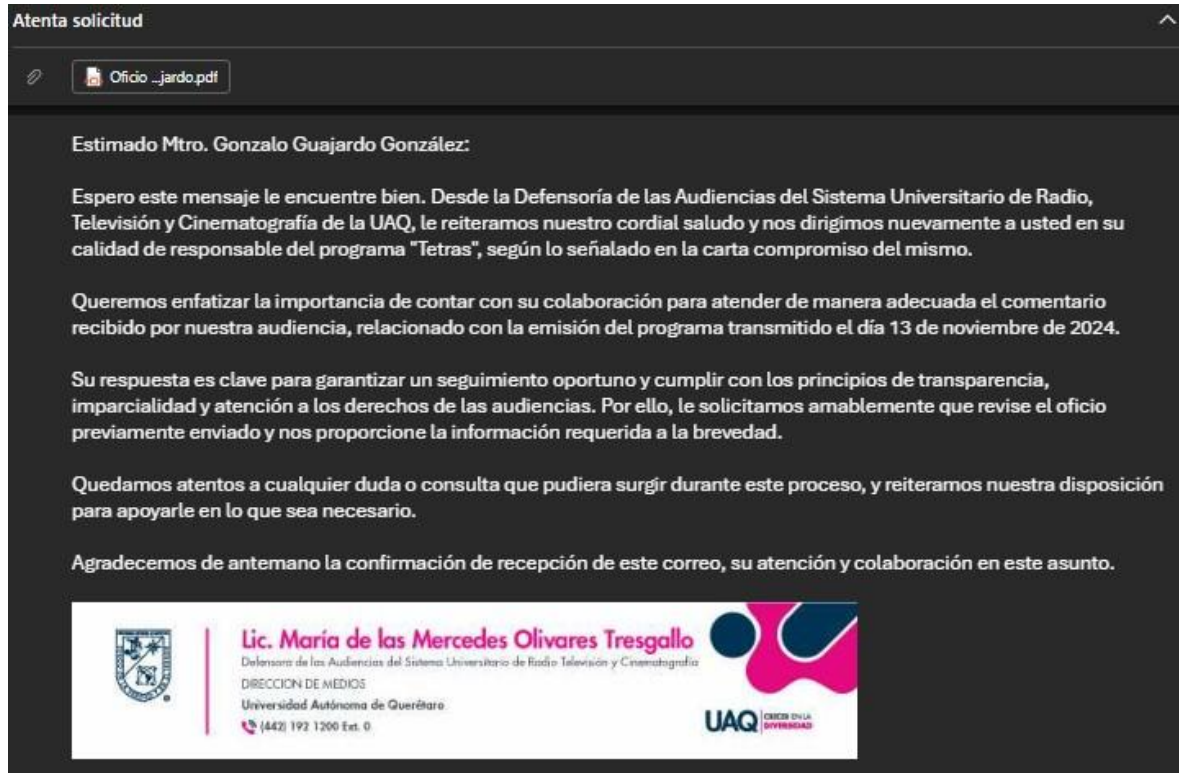 Atenta solicitud
Oficio ...jardo.pdf
Estimado Mtro. Gonzalo Guajardo González:
Espero este mensaje le encuentre bien. Desde la Defensoría de las Audiencias del Sistema Universitario de Radio,
Televisión y Cinematografía de la UAQ, le reiteramos nuestro cordial saludo y nos dirigimos nuevamente a usted en su
calidad de responsable del programa "Tetras", según lo señalado en la carta compromiso del mismo.
Queremos enfatizar la importancia de contar con su colaboración para atender de manera adecuada el comentario
recibido por nuestra audiencia, relacionado con la emisión del programa transmitido el día 13 de noviembre de 2024.
Su respuesta es clave para garantizar un seguimiento oportuno y cumplir con los principios de transparencia,
imparcialidad y atención a los derechos de las audiencias. Por ello, le solicitamos amablemente que revise el oficio
previamente enviado y nos proporcione la información requerida a la brevedad.
Quedamos atentos a cualquier duda o consulta que pudiera surgir durante este proceso, y reiteramos nuestra disposición
para apoyarle en lo que sea necesario.
Agradecemos de antemano la confirmación de recepción de este correo, su atención y colaboración en este asunto.
Lic. María de las Mercedes Olivares Tresgallo
Defensora de las Audiencias del Sistema Universitario de Radio Televisión y Cinematografía
DIRECCION DE MEDIOS
Universidad Autónoma de Querétaro
(442) 192 1200 Ext. 0
UAQ
EN LA
DIVERSIDAD